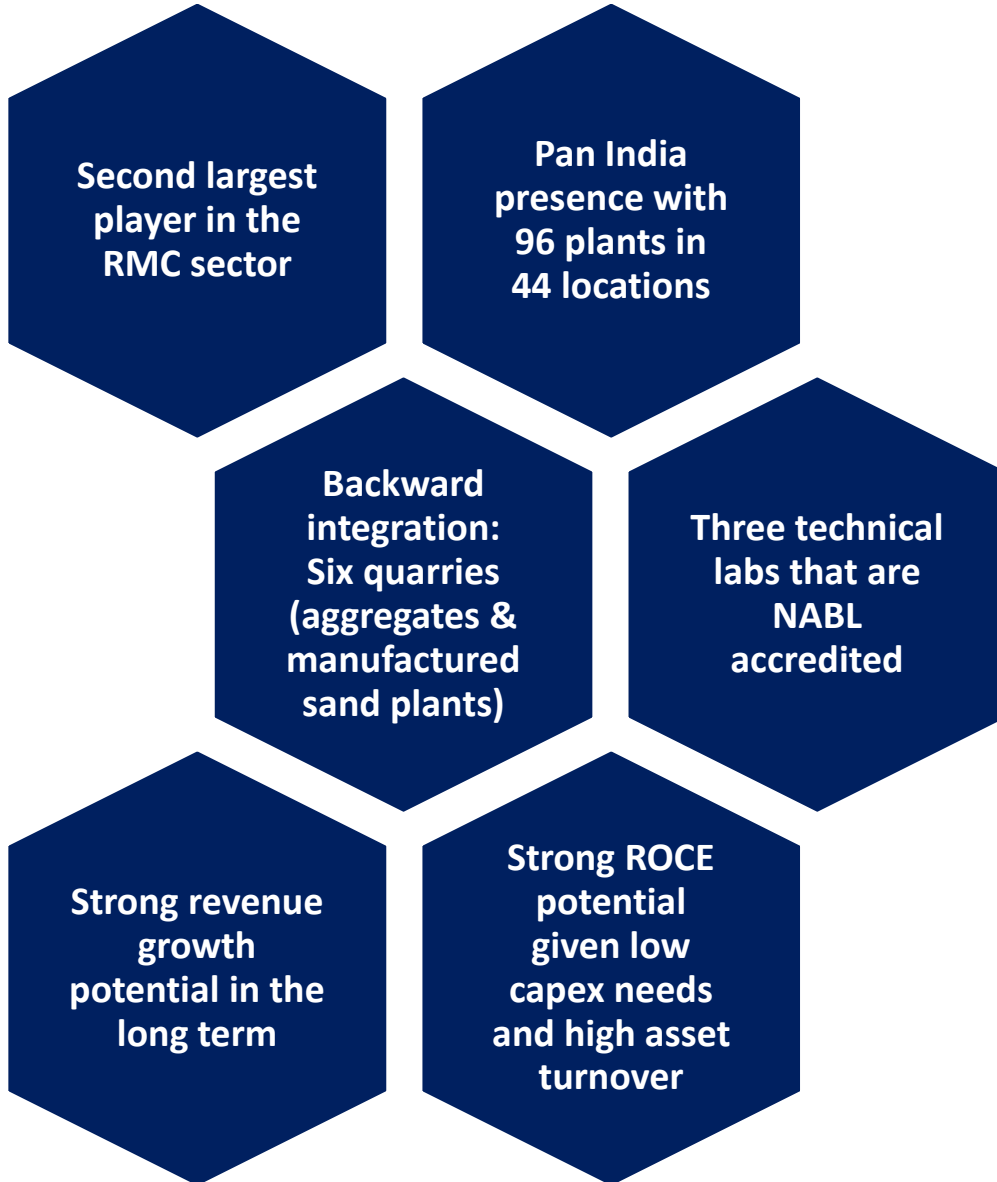 Second largest
player in the
RMC sector
Pan India
presence with
96 plants in
44 locations
Backward
integration:
Six quarries
(aggregates &
manufactured
sand plants)
Three technical
labs that are
NABL
accredited
Strong revenue
growth
potential in the
long term
Strong ROCE
potential
given low
capex needs
and high asset
turnover